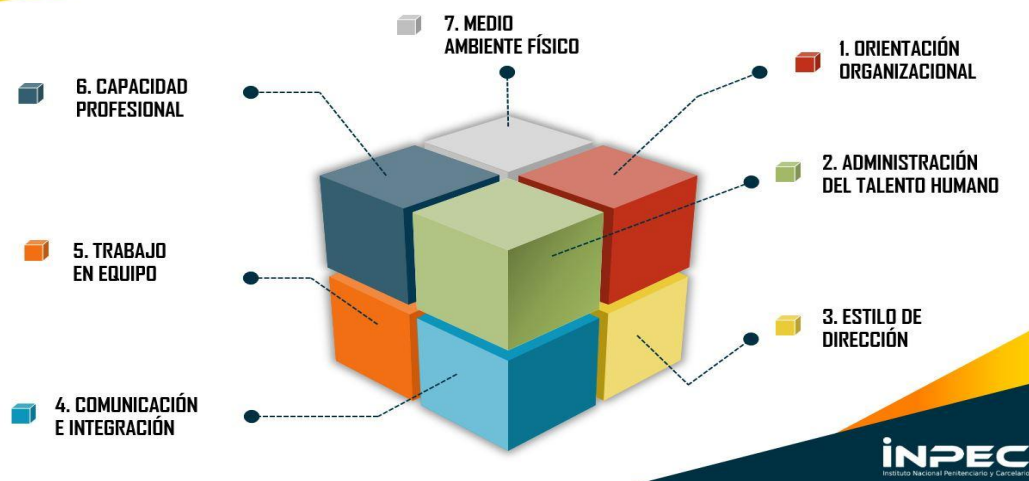 7. MEDIO
AMBIENTE FÍSICO
1. ORIENTACIÓN
ORGANIZACIONAL
2. ADMINISTRACIÓN
DEL TALENTO HUMANO
3. ESTILO DE
DIRECCIÓN
4. COMUNICACIÓN
E INTEGRACIÓN
5. TRABAJO
EN EQUIPO
6. CAPACIDAD
PROFESIONAL
INPEC
Instituto Nacional Penitenciario y Carcelario